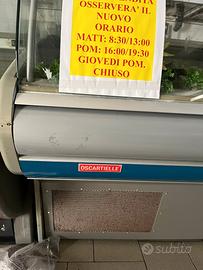 OSSERVERA' IL
NUOVO
ORARIO
MATT: 8:30/13:00
POM: 16:00/19:30
GIOVEDI POM.
CHIUSO
OSCARTIELLE
subito